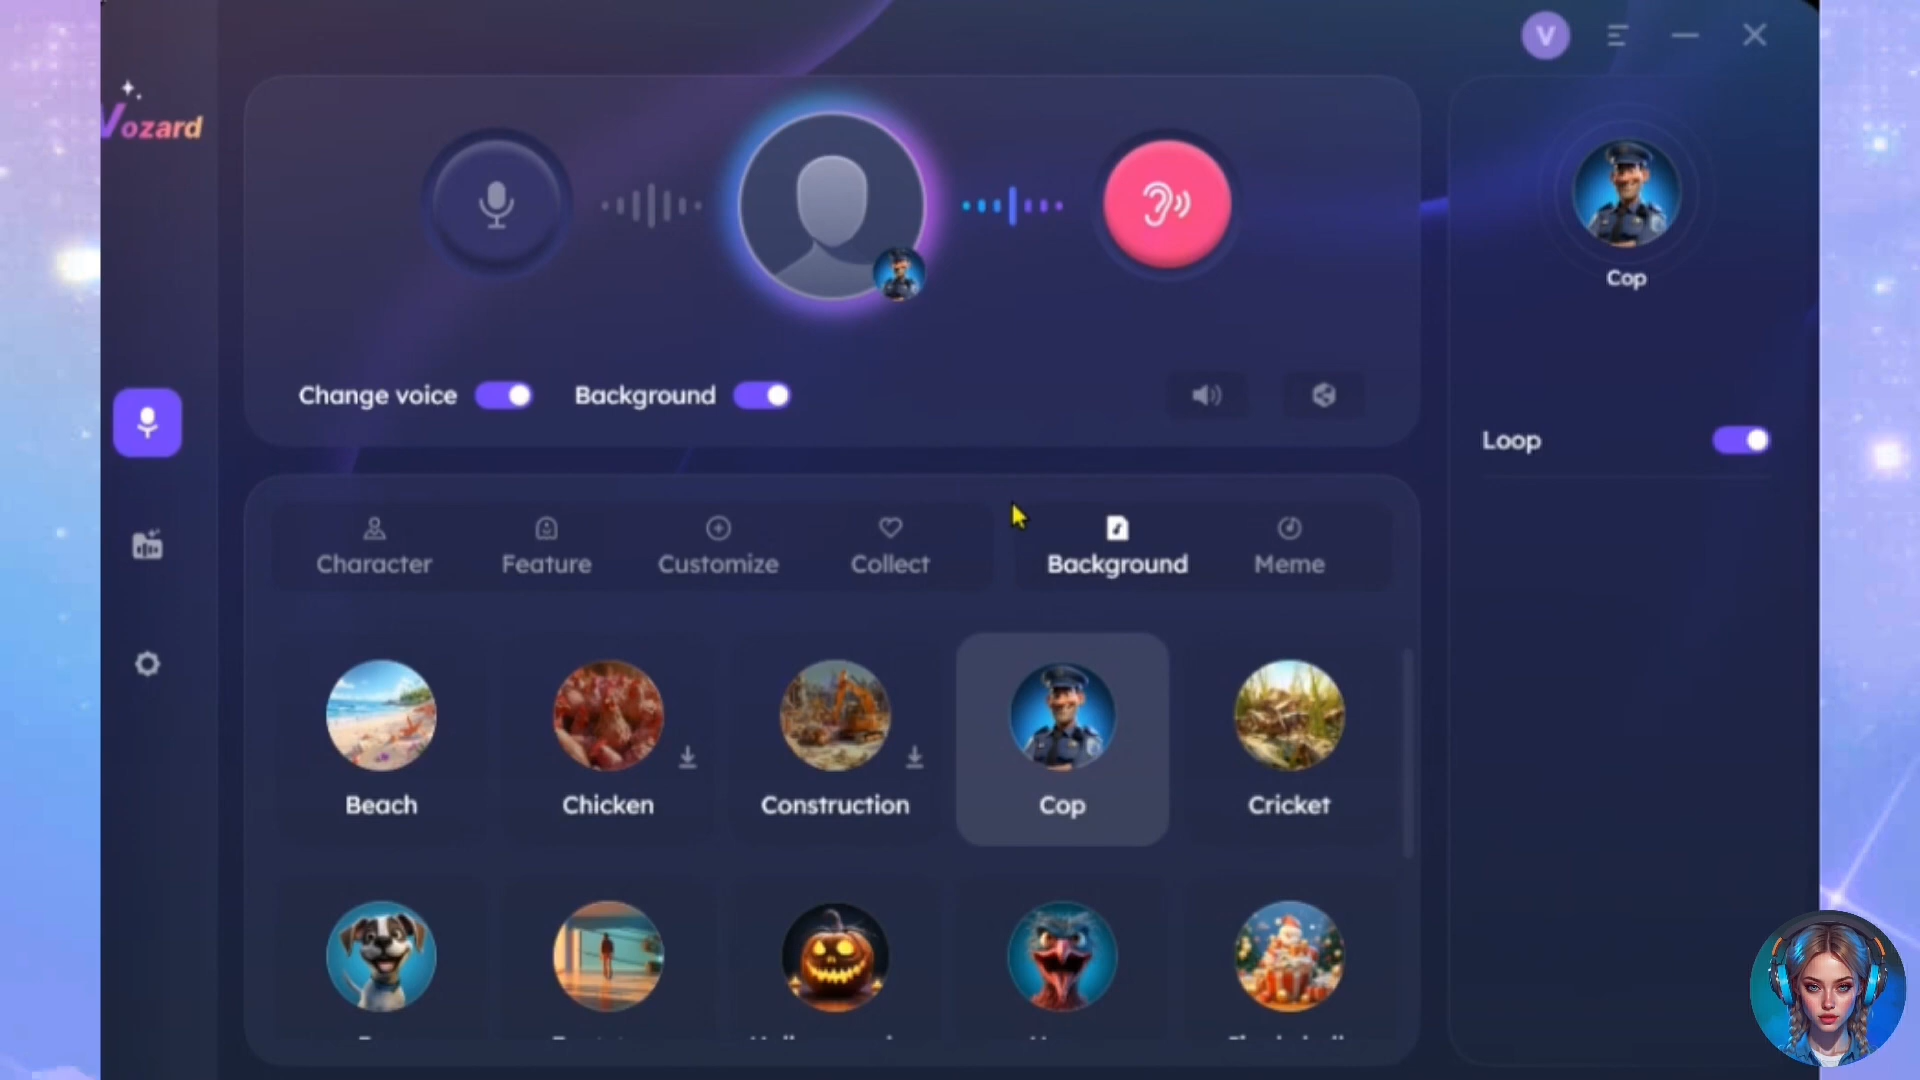 V
Vozard
Cop
Change voice
Background
Loop
Character
Feature
Customize
Collect
Background
Meme
Beach
Chicken
Construction
Cop
Cricket